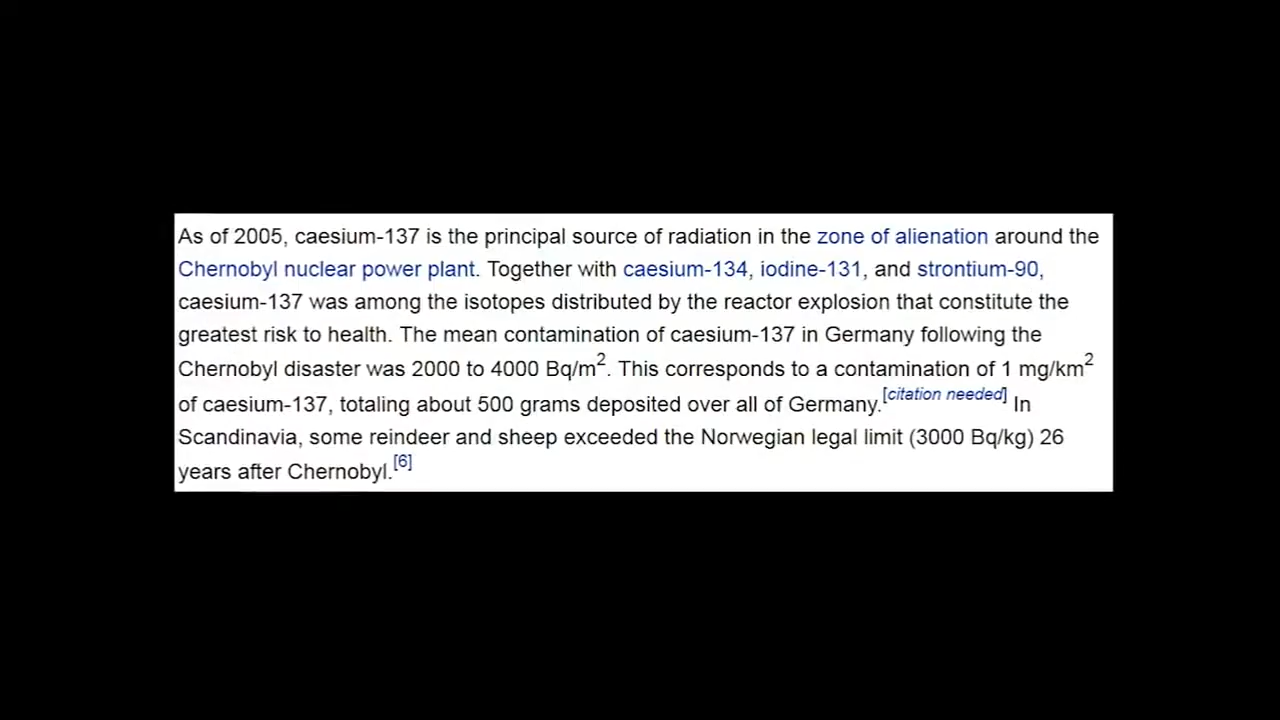 As of 2005, caesium-137 is the principal source of radiation in the zone of alienation around the
Chernobyl nuclear power plant. Together with caesium-134, iodine-131, and strontium-90,
caesium-137 was among the isotopes distributed by the reactor explosion that constitute the
greatest risk to health. The mean contamination of caesium-137 in Germany following the
Chernobyl disaster was 2000 to 4000 Bq/m². This corresponds to a contamination of 1 mg/km²
of caesium-137, totaling about 500 grams deposited over all of Germany.[citation needed] In
Scandinavia, some reindeer and sheep exceeded the Norwegian legal limit (3000 Bq/kg) 26
years after Chernobyl.[6]